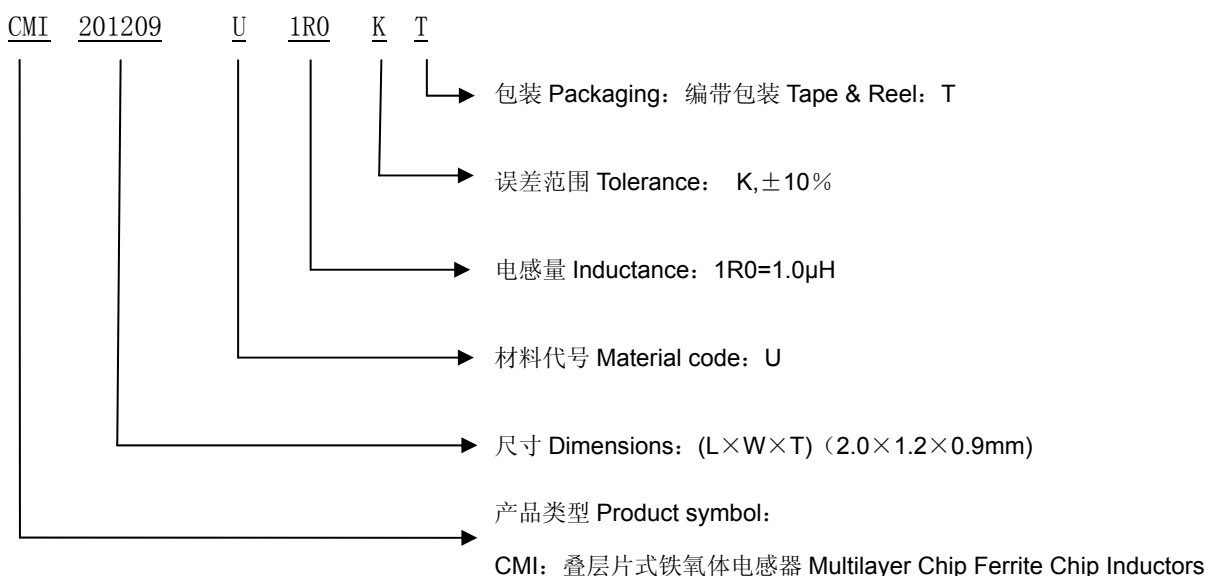 CMI 201209 U 1R0 K T
包装 Packaging：编带包装 Tape & Reel：T
误差范围 Tolerance： K,±10％
电感量 Inductance：1R0=1.0μH
材料代号 Material code：U
尺寸 Dimensions：(L×W×T)（2.0×1.2×0.9mm)
产品类型 Product symbol：
CMI：叠层片式铁氧体电感器 Multilayer Chip Ferrite Chip Inductors